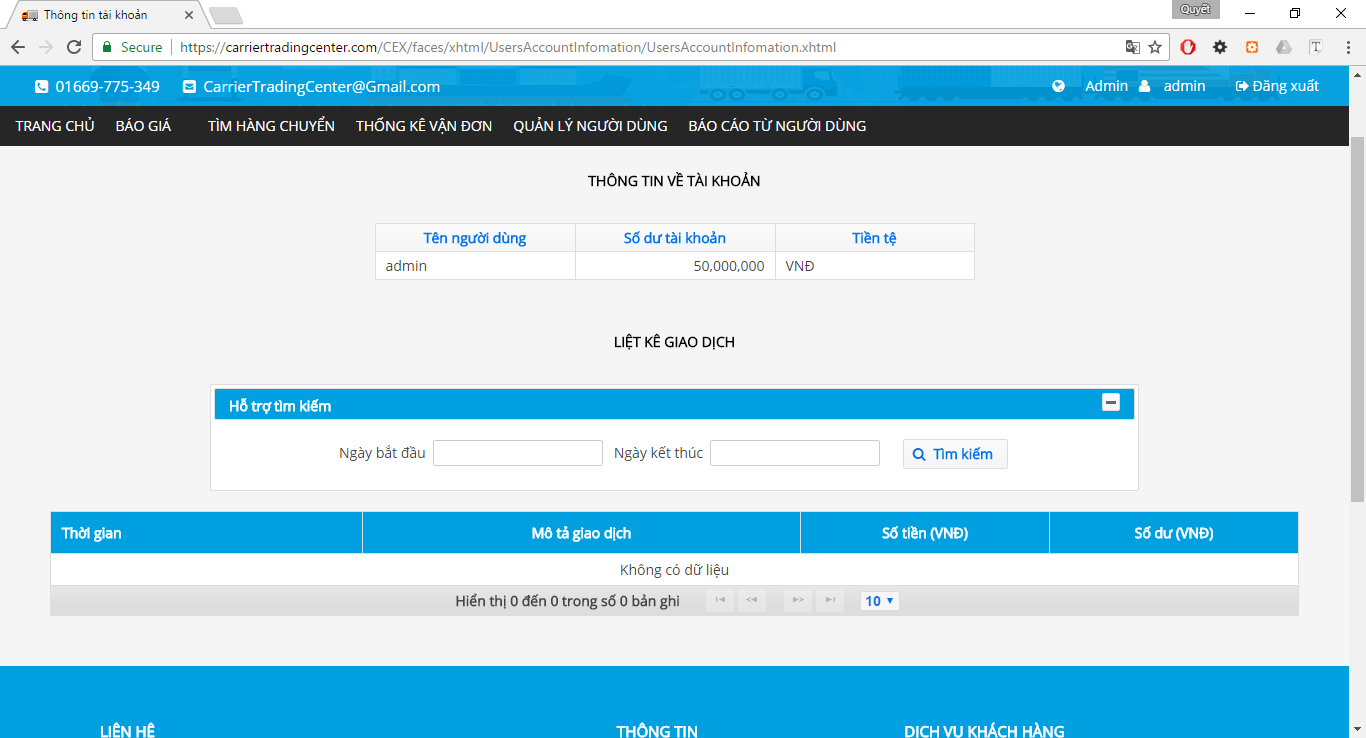 Thông tin tài khoản
Quyết
Secure
https://carriertradingcenter.com/CEX/faces/xhtml/UsersAccountInfomation/UsersAccountInfomation.xhtml
01669-775-349 CarrierTradingCenter@Gmail.com Admin admin Đăng xuất
TRANG CHỦ BÁO GIÁ TÌM HÀNG CHUYỂN THỐNG KÊ VẬN ĐƠN QUẢN LÝ NGƯỜI DÙNG BÁO CÁO TỪ NGƯỜI DÙNG
THÔNG TIN VỀ TÀI KHOẢN
Tên người dùng Số dư tài khoản Tiền tệ
admin 50,000,000 VNĐ
LIỆT KÊ GIAO DỊCH
Hỗ trợ tìm kiếm
Ngày bắt đầu Ngày kết thúc Tìm kiếm
Thời gian Mô tả giao dịch Số tiền (VNĐ) Số dư (VNĐ)
Không có dữ liệu
Hiển thị 0 đến 0 trong số 0 bản ghi 10
LIÊN HỆ THÔNG TIN DỊCH VỤ KHÁCH HÀNG